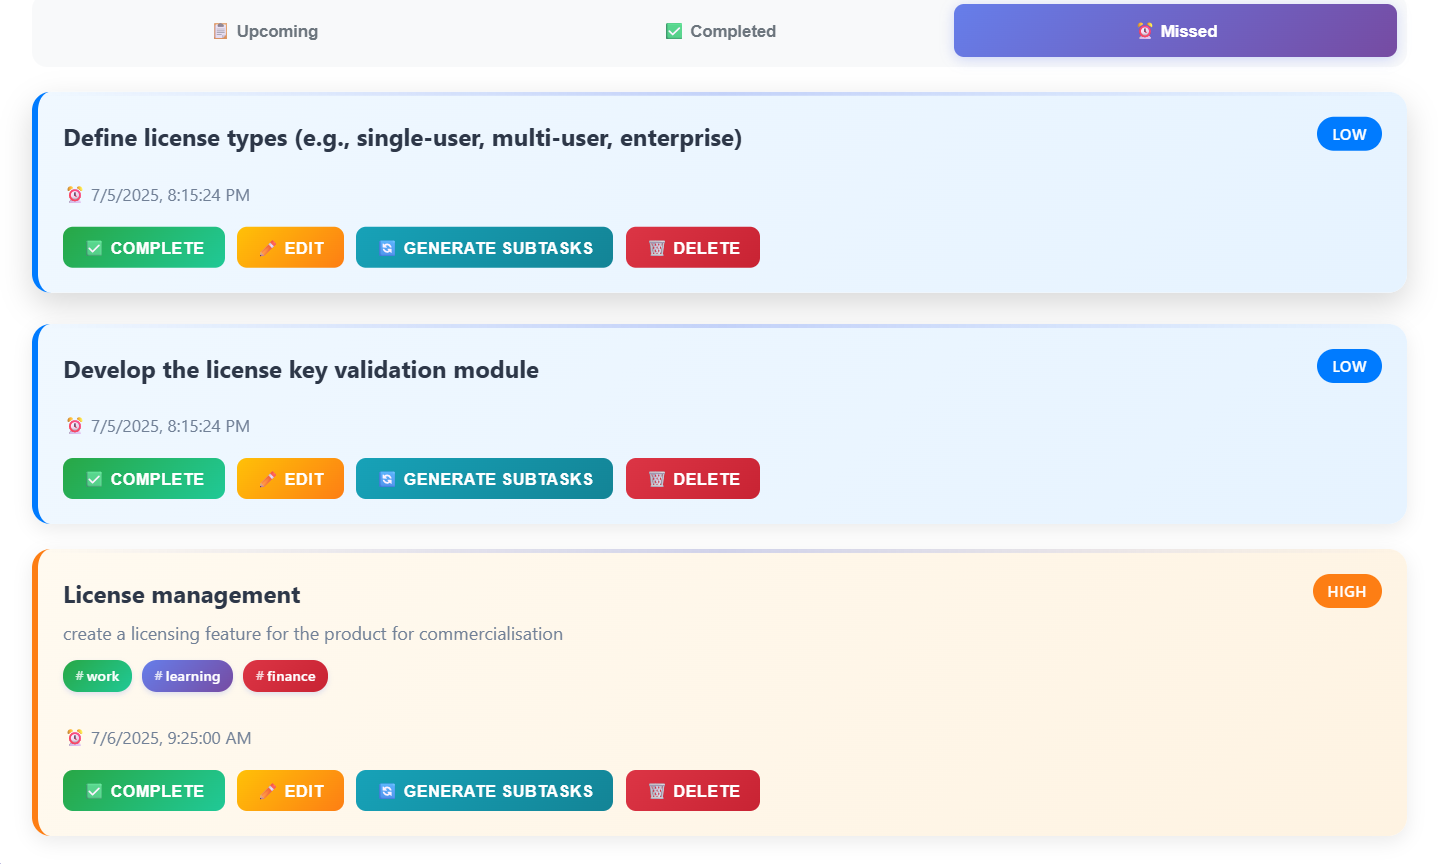 Upcoming
Completed
Missed
Define license types (e.g., single-user, multi-user, enterprise)
LOW
7/5/2025, 8:15:24 PM
COMPLETE
EDIT
GENERATE SUBTASKS
DELETE
Develop the license key validation module
LOW
7/5/2025, 8:15:24 PM
COMPLETE
EDIT
GENERATE SUBTASKS
DELETE
License management
HIGH
create a licensing feature for the product for commercialisation
# work
# learning
# finance
7/6/2025, 9:25:00 AM
COMPLETE
EDIT
GENERATE SUBTASKS
DELETE